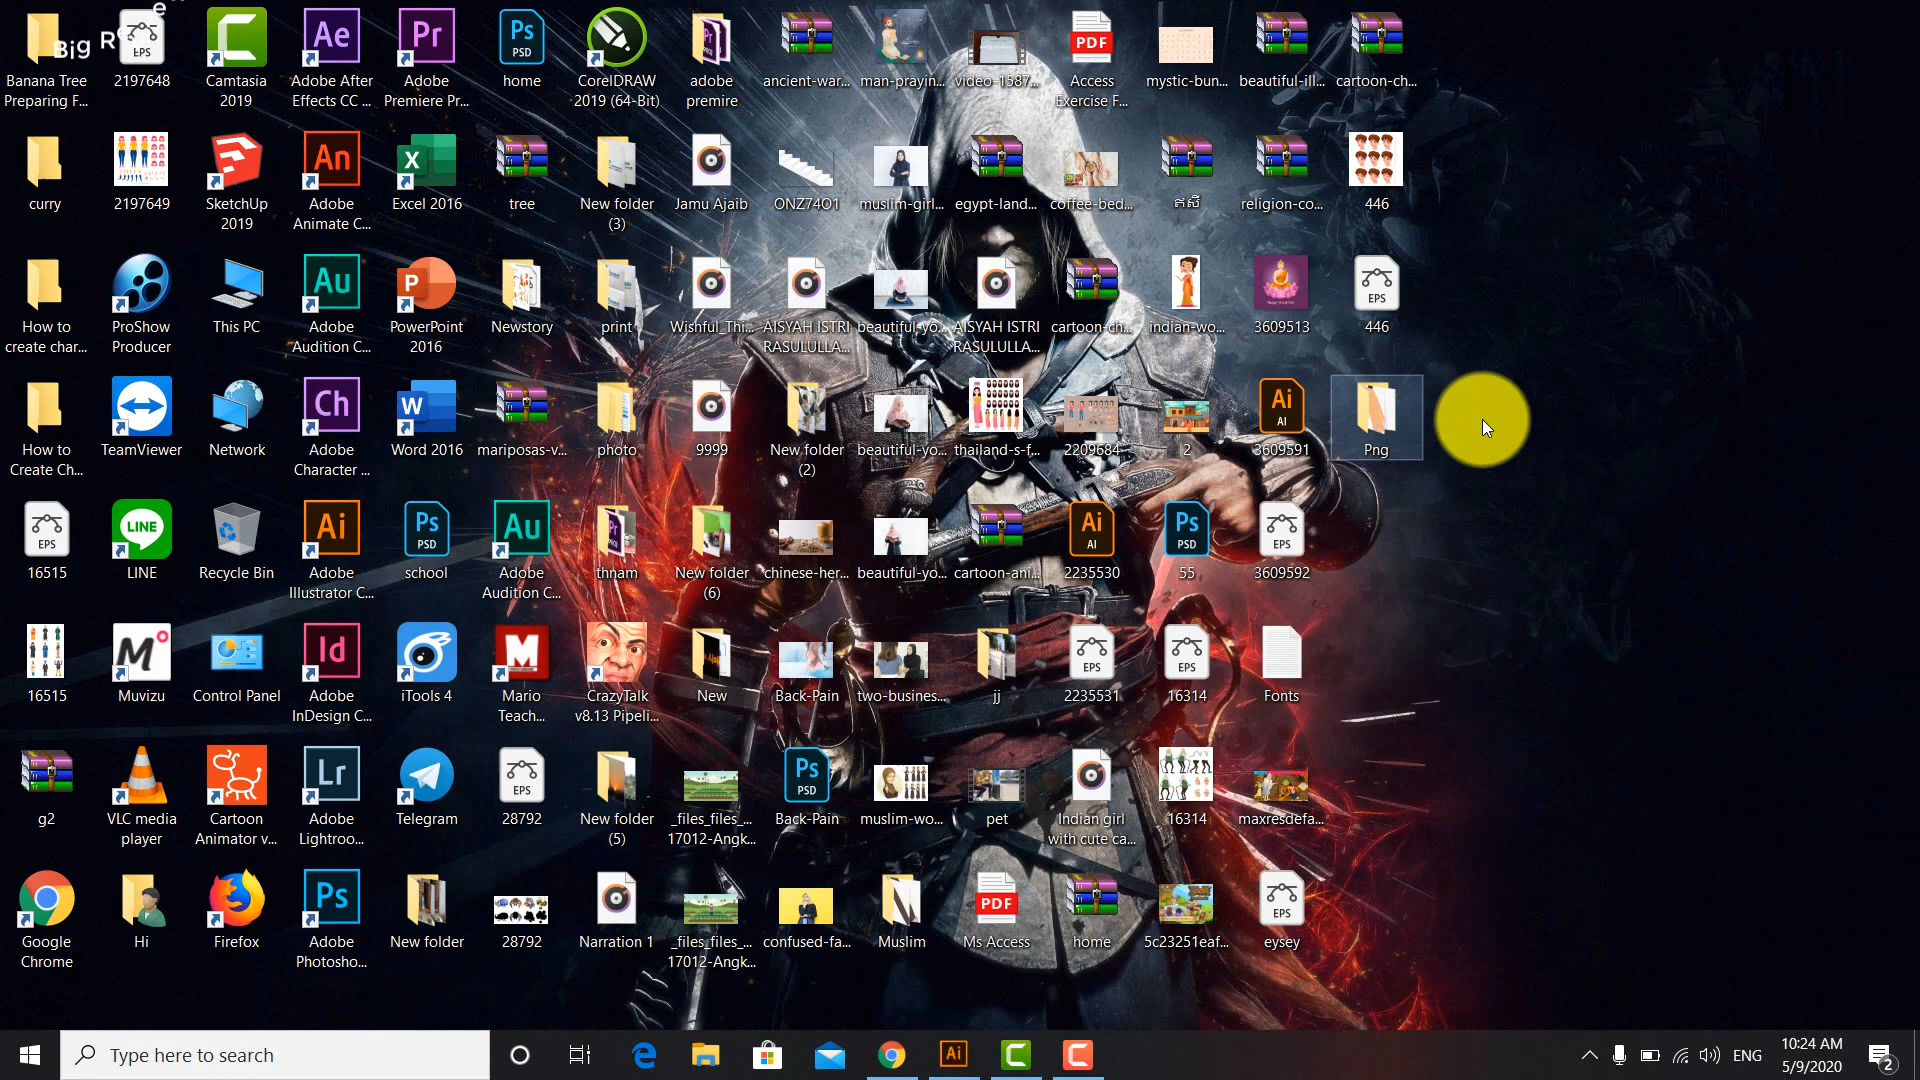 Big R
Banana Tree
Preparing F...
2197648
Camtasia
2019
Adobe After
Effects CC ...
Adobe
Premiere Pr...
home
CorelDRAW
2019 (64-Bit)
adobe
premire
ancient-war...
man-prayin...
video-1587...
Access
Exercise F...
mystic-bun...
beautiful-ill...
cartoon-ch...
curry
2197649
SketchUp
2019
Adobe
Animate C...
Excel 2016
tree
New folder
(3)
Jamu Ajaib
ONZ74O1
muslim-girl...
egypt-land...
coffee-bed...
religion-co...
446
How to
create char...
ProShow
Producer
This PC
Adobe
Audition C...
PowerPoint
2016
Newstory
print
Wishful_Thi...
AISYAH ISTRI
RASULULLA...
beautiful-yo...
AISYAH ISTRI
RASULULLA...
cartoon-ch...
indian-wo...
3609513
446
How to
Create Ch...
TeamViewer
Network
Adobe
Character ...
Word 2016
mariposas-v...
photo
9999
New folder
(2)
beautiful-yo...
thailand-s-f...
2209684
2
3609591
Png
16515
LINE
Recycle Bin
Adobe
Illustrator C...
school
Adobe
Audition C...
thnam
New folder
(6)
chinese-her...
beautiful-yo...
cartoon-ani...
2235530
55
3609592
16515
Muvizu
Control Panel
Adobe
InDesign C...
iTools 4
Mario
Teach...
CrazyTalk
v8.13 Pipeli...
New
Back-Pain
two-busines...
jj
2235531
16314
Fonts
g2
VLC media
player
Cartoon
Animator v...
Adobe
Lightroo...
Telegram
28792
New folder
(5)
_files_files_...
17012-Angk...
Back-Pain
muslim-wo...
pet
Indian girl
with cute ca...
16314
maxresdefa...
Google
Chrome
Hi
Firefox
Adobe
Photosho...
New folder
28792
Narration 1
_files_files_...
17012-Angk...
confused-fa...
Muslim
Ms Access
home
5c23251eaf...
eysey
Type here to search
ENG
10:24 AM
5/9/2020
2